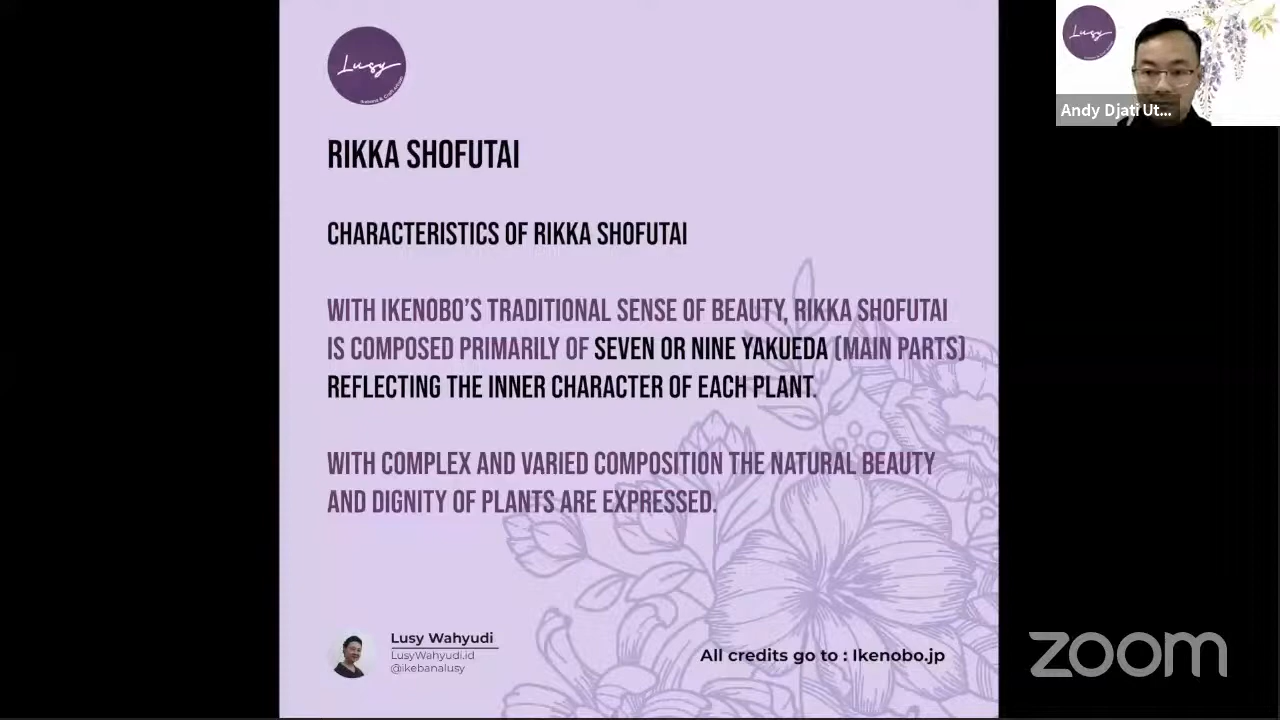 Lusy
RIKKA SHOFUTAI
CHARACTERISTICS OF RIKKA SHOFUTAI
WITH IKENOBO’S TRADITIONAL SENSE OF BEAUTY, RIKKA SHOFUTAI
IS COMPOSED PRIMARILY OF SEVEN OR NINE YAKUEDA (MAIN PARTS)
REFLECTING THE INNER CHARACTER OF EACH PLANT.
WITH COMPLEX AND VARIED COMPOSITION THE NATURAL BEAUTY
AND DIGNITY OF PLANTS ARE EXPRESSED.
Lusy Wahyudi
LusyWahyudi.id
@ikebanalusy
All credits go to : Ikenobo.jp
Lusy
Andy Djati Ut...
zoom